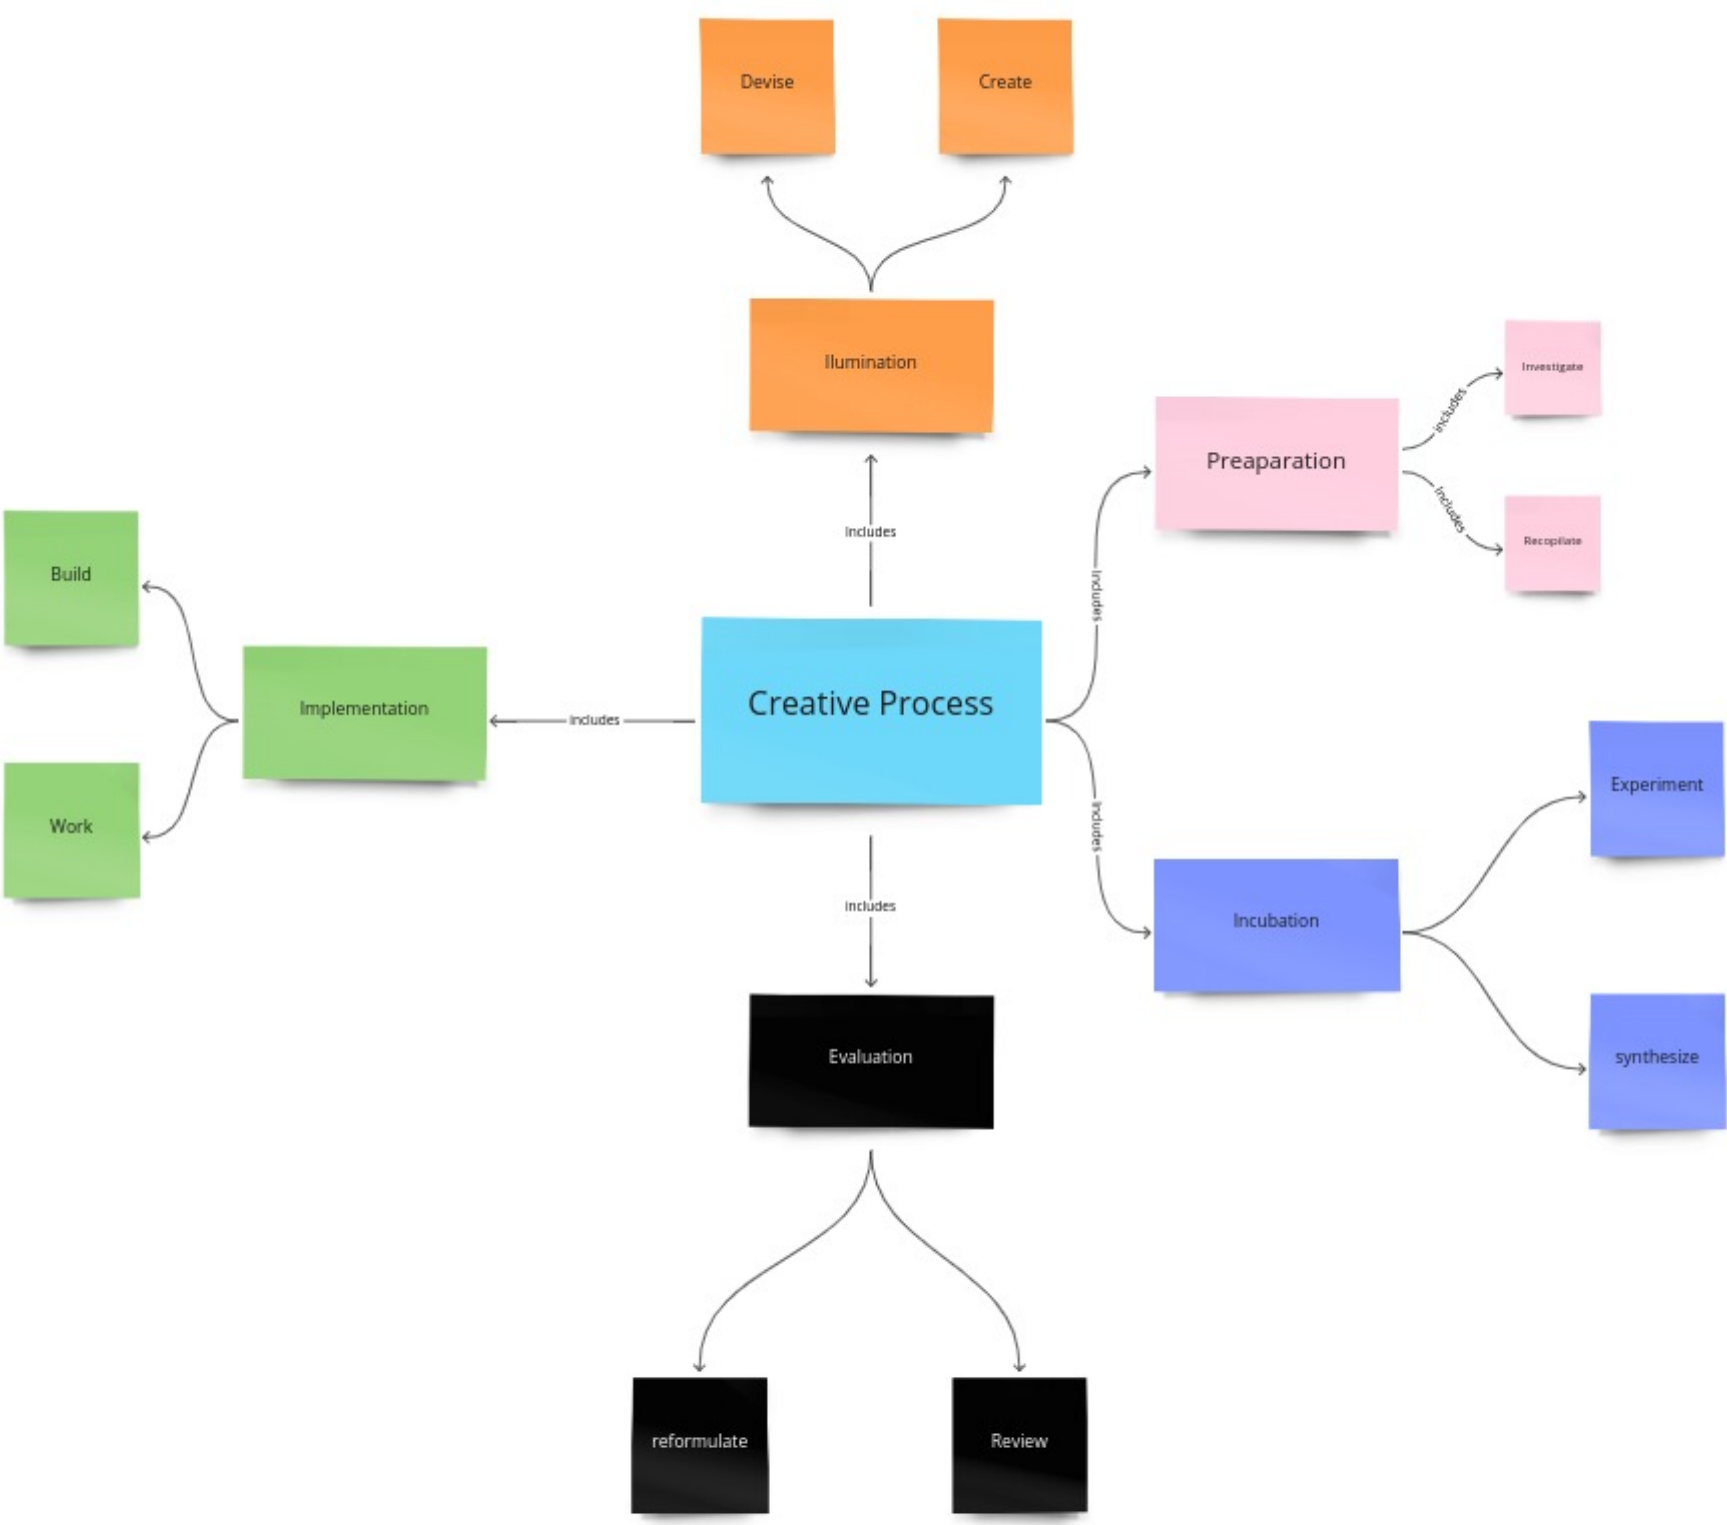 Devise
Create
Ilumination
Investigate
includes
Preaparation
includes
Recopilate
Includes
Includes
Build
Implementation
includes
Creative Process
Work
Includes
Experiment
includes
Incubation
Evaluation
synthesize
reformulate
Review